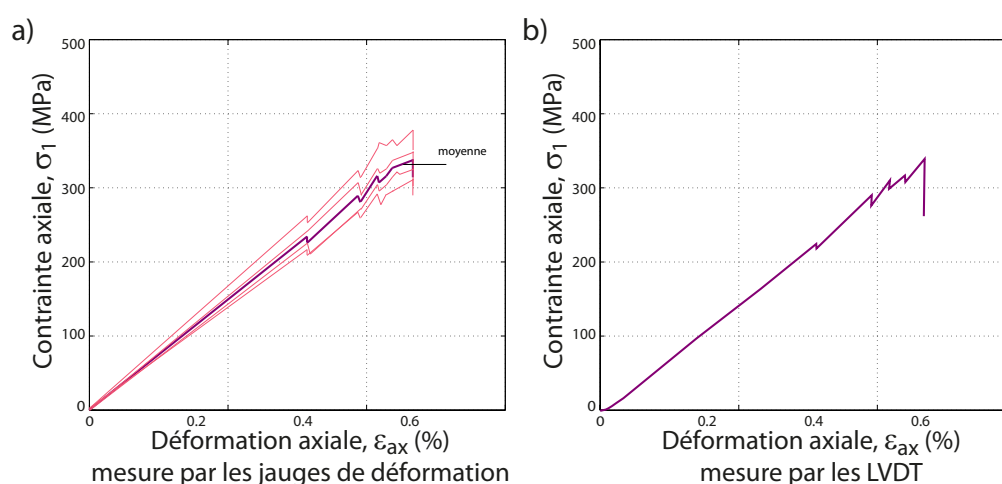 a)
500
400
300
200
100
0
Contrainte axiale, σ₁ (MPa)
moyenne
0 0.2 0.4 0.6
Déformation axiale, εax (%)
mesure par les jauges de déformation
b)
500
400
300
200
100
0
Contrainte axiale, σ₁ (MPa)
0 0.2 0.4 0.6
Déformation axiale, εax (%)
mesure par les LVDT